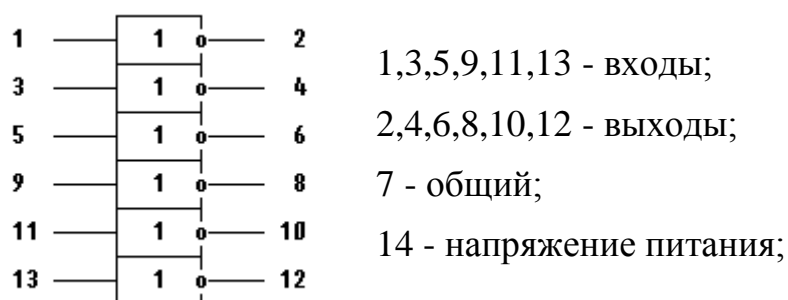 1 1 2
3 1 4
5 1 6
9 1 8
11 1 10
13 1 12
1,3,5,9,11,13 - входы;
2,4,6,8,10,12 - выходы;
7 - общий;
14 - напряжение питания;